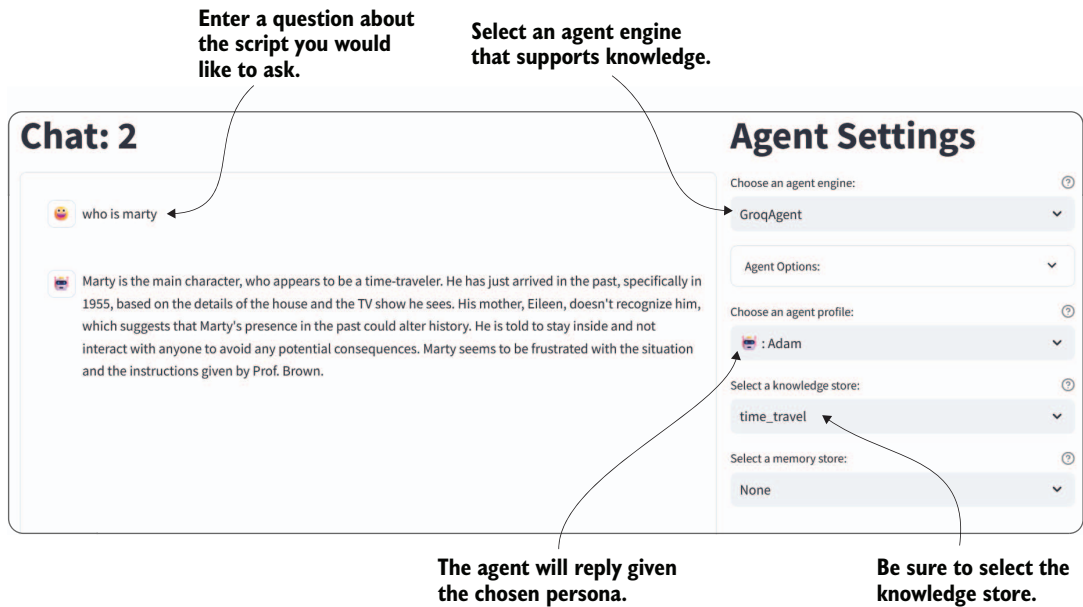 Enter a question about
the script you would
like to ask.
Select an agent engine
that supports knowledge.
Chat: 2
who is marty
Marty is the main character, who appears to be a time-traveler. He has just arrived in the past, specifically in
1955, based on the details of the house and the TV show he sees. His mother, Eileen, doesn't recognize him,
which suggests that Marty's presence in the past could alter history. He is told to stay inside and not
interact with anyone to avoid any potential consequences. Marty seems to be frustrated with the situation
and the instructions given by Prof. Brown.
Agent Settings
Choose an agent engine:
GroqAgent
Agent Options:
Choose an agent profile:
: Adam
Select a knowledge store:
time_travel
Select a memory store:
None
The agent will reply given
the chosen persona.
Be sure to select the
knowledge store.